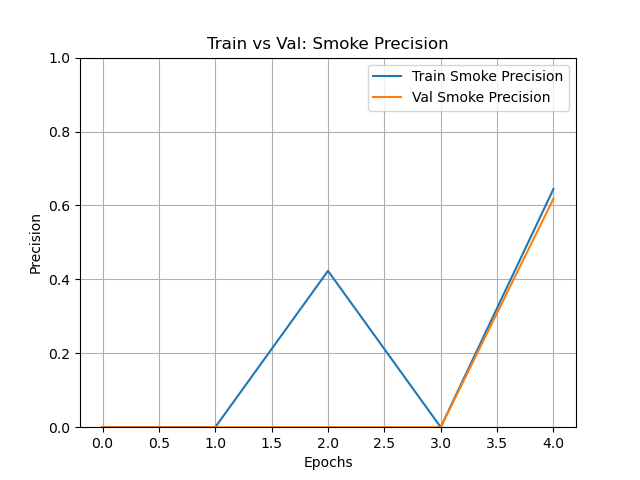 Train vs Val: Smoke Precision
Train Smoke Precision
Val Smoke Precision
1.0
0.8
0.6
0.4
0.2
0.0
Precision
0.0 0.5 1.0 1.5 2.0 2.5 3.0 3.5 4.0
Epochs